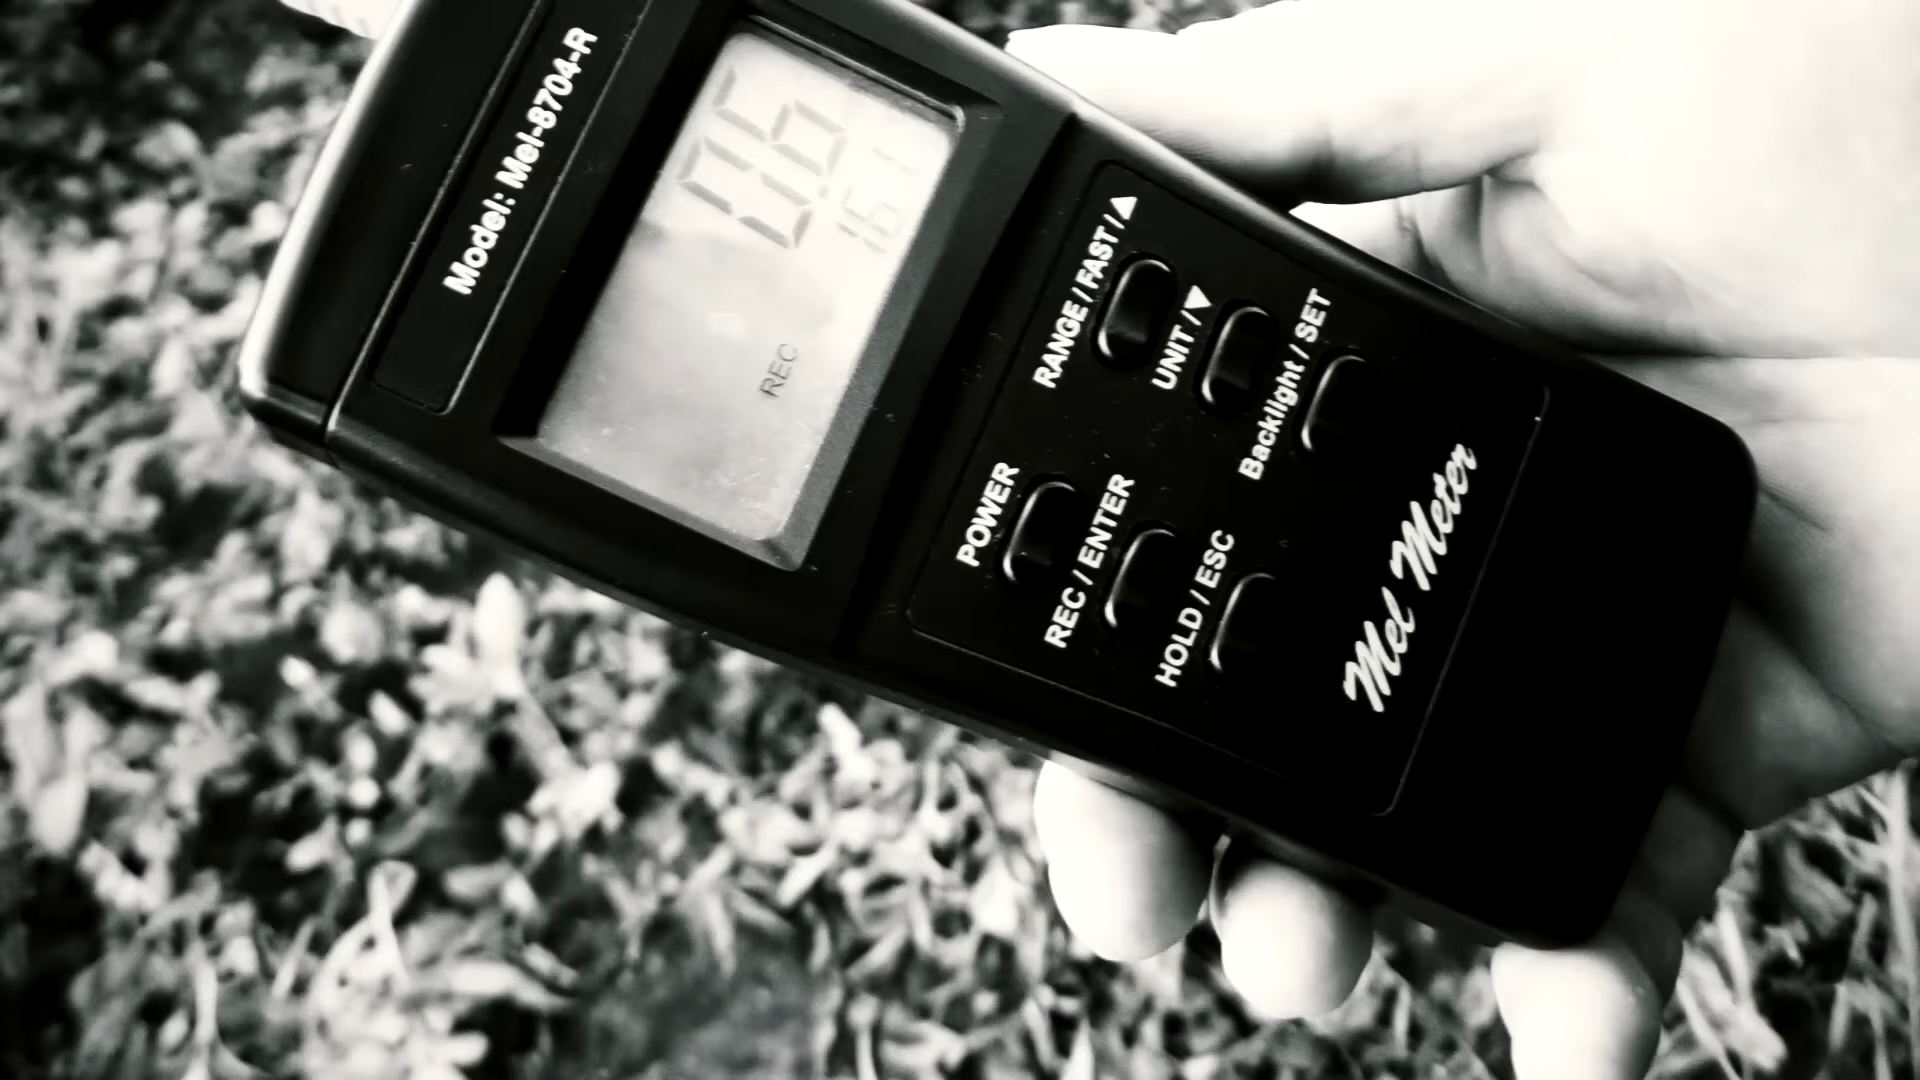 Model: Mel-8704-R
REC
RANGE / FAST / ▲
UNIT / ▼
Backlight / SET
POWER
REC / ENTER
HOLD / ESC
Mel Meter